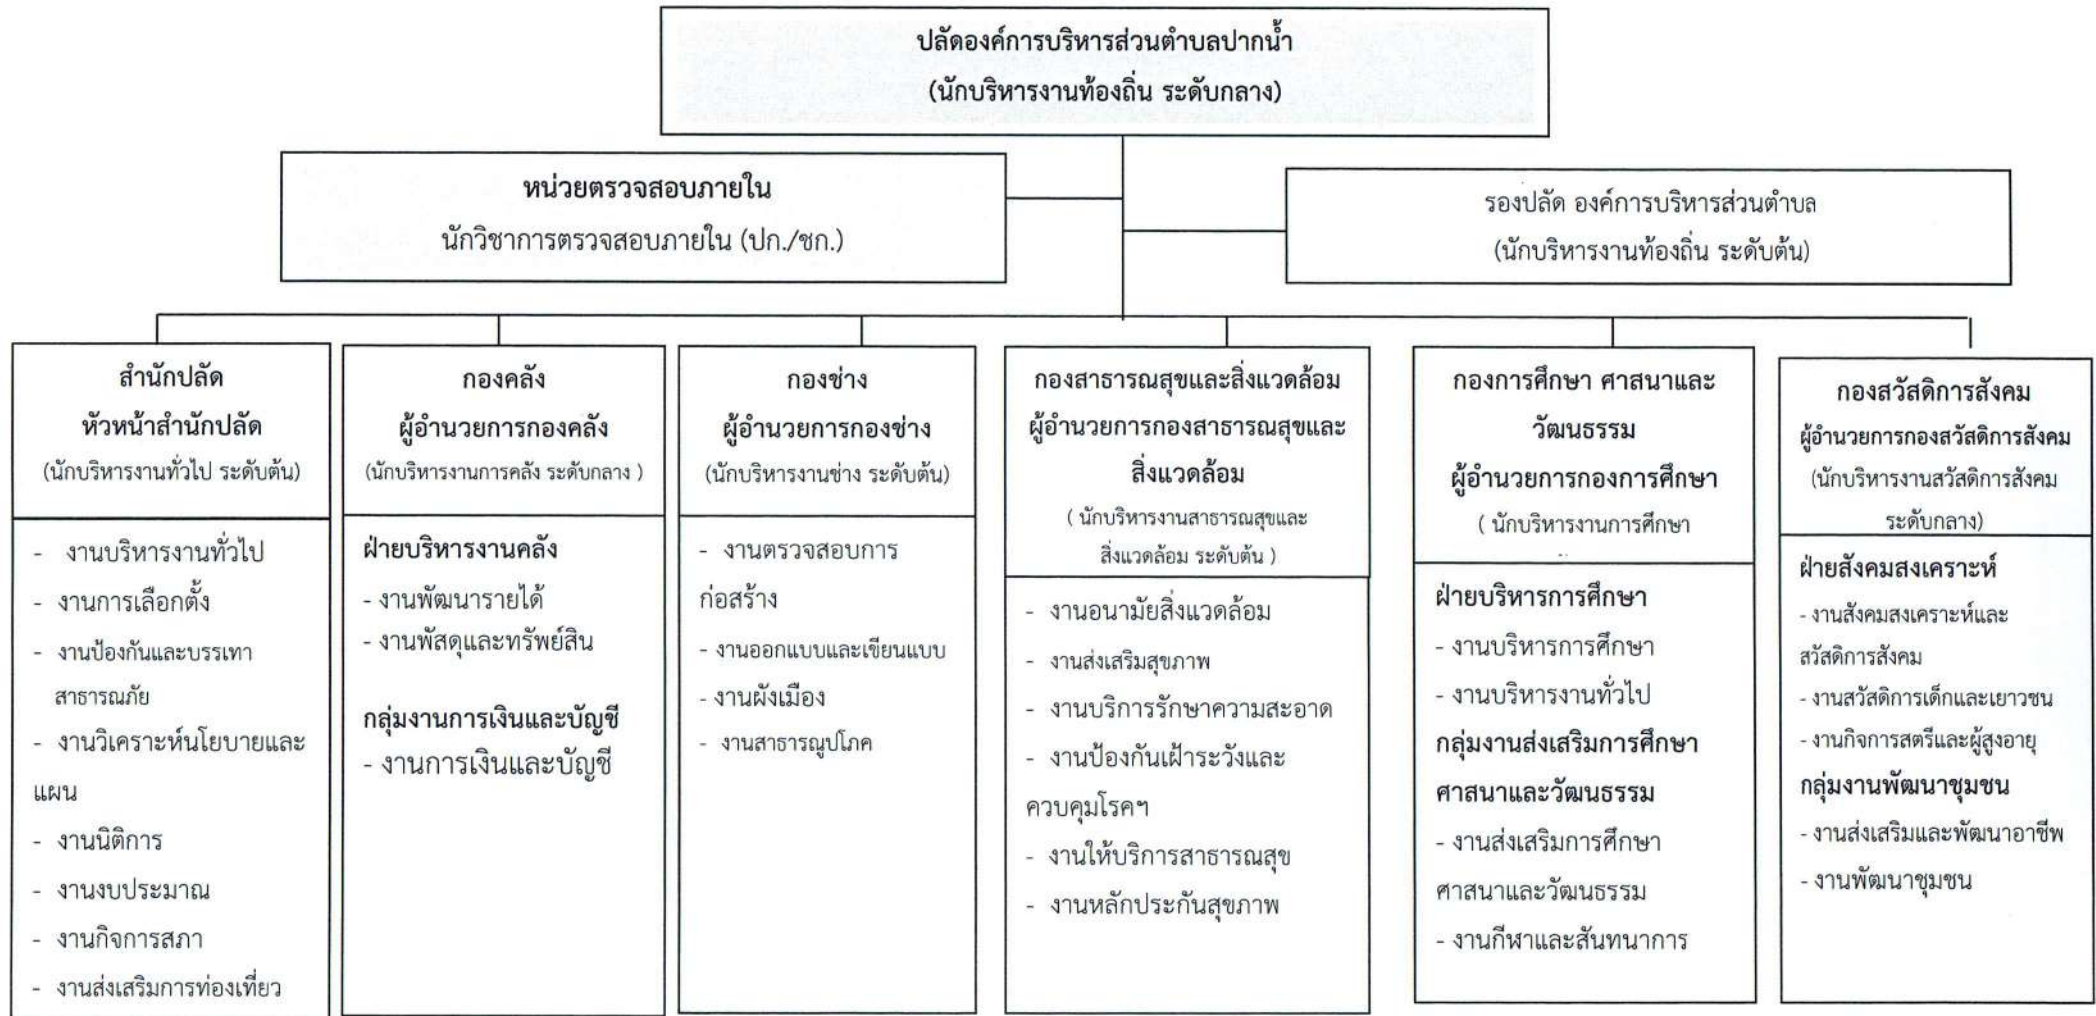 ปลัดองค์การบริหารส่วนตำบลปากน้ำ
(นักบริหารงานท้องถิ่น ระดับกลาง)
หน่วยตรวจสอบภายใน
นักวิชาการตรวจสอบภายใน (ปก./ชก.)
รองปลัด องค์การบริหารส่วนตำบล
(นักบริหารงานท้องถิ่น ระดับต้น)
สำนักปลัด
หัวหน้าสำนักปลัด
(นักบริหารงานทั่วไป ระดับต้น)
- งานบริหารงานทั่วไป
- งานการเลือกตั้ง
- งานป้องกันและบรรเทา
สาธารณภัย
- งานวิเคราะห์นโยบายและ
แผน
- งานนิติการ
- งานงบประมาณ
- งานกิจการสภา
- งานส่งเสริมการท่องเที่ยว
กองคลัง
ผู้อำนวยการกองคลัง
(นักบริหารงานการคลัง ระดับกลาง )
ฝ่ายบริหารงานคลัง
- งานพัฒนารายได้
- งานพัสดุและทรัพย์สิน
กลุ่มงานการเงินและบัญชี
- งานการเงินและบัญชี
กองช่าง
ผู้อำนวยการกองช่าง
(นักบริหารงานช่าง ระดับต้น)
- งานตรวจสอบการ
ก่อสร้าง
- งานออกแบบและเขียนแบบ
- งานผังเมือง
- งานสาธารณูปโภค
กองสาธารณสุขและสิ่งแวดล้อม
ผู้อำนวยการกองสาธารณสุขและ
สิ่งแวดล้อม
( นักบริหารงานสาธารณสุขและ
สิ่งแวดล้อม ระดับต้น )
- งานอนามัยสิ่งแวดล้อม
- งานส่งเสริมสุขภาพ
- งานบริการรักษาความสะอาด
- งานป้องกันเฝ้าระวังและ
ควบคุมโรคฯ
- งานให้บริการสาธารณสุข
- งานหลักประกันสุขภาพ
กองการศึกษา ศาสนาและ
วัฒนธรรม
ผู้อำนวยการกองการศึกษา
( นักบริหารงานการศึกษา
ฝ่ายบริหารการศึกษา
- งานบริหารการศึกษา
- งานบริหารงานทั่วไป
กลุ่มงานส่งเสริมการศึกษา
ศาสนาและวัฒนธรรม
- งานส่งเสริมการศึกษา
ศาสนาและวัฒนธรรม
- งานกีฬาและสันทนาการ
กองสวัสดิการสังคม
ผู้อำนวยการกองสวัสดิการสังคม
(นักบริหารงานสวัสดิการสังคม
ระดับกลาง)
ฝ่ายสังคมสงเคราะห์
- งานสังคมสงเคราะห์และ
สวัสดิการสังคม
- งานสวัสดิการเด็กและเยาวชน
- งานกิจการสตรีและผู้สูงอายุ
กลุ่มงานพัฒนาชุมชน
- งานส่งเสริมและพัฒนาอาชีพ
- งานพัฒนาชุมชน